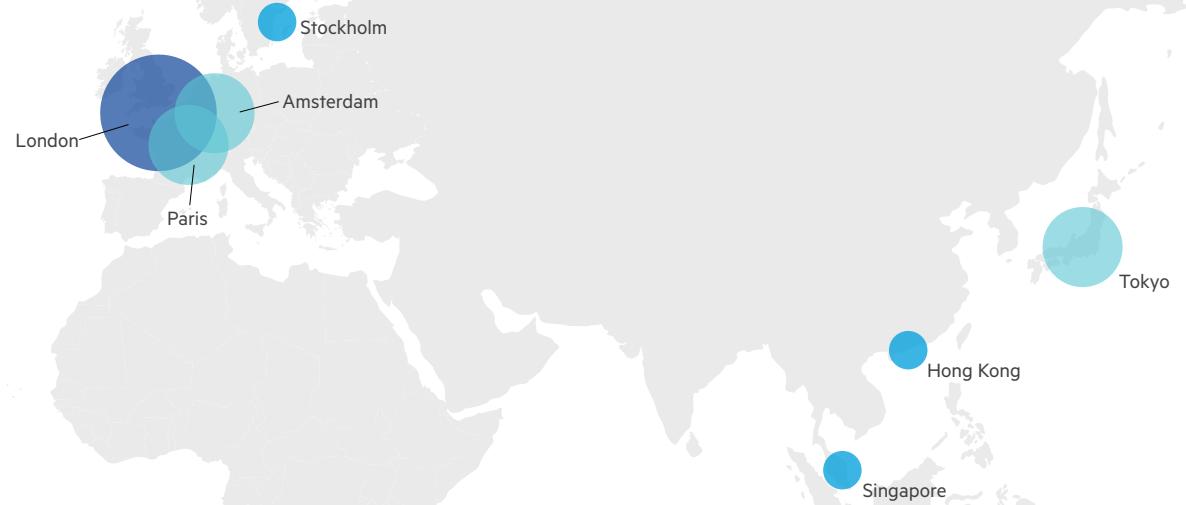 Stockholm
Amsterdam
London
Paris
Tokyo
Hong Kong
Singapore